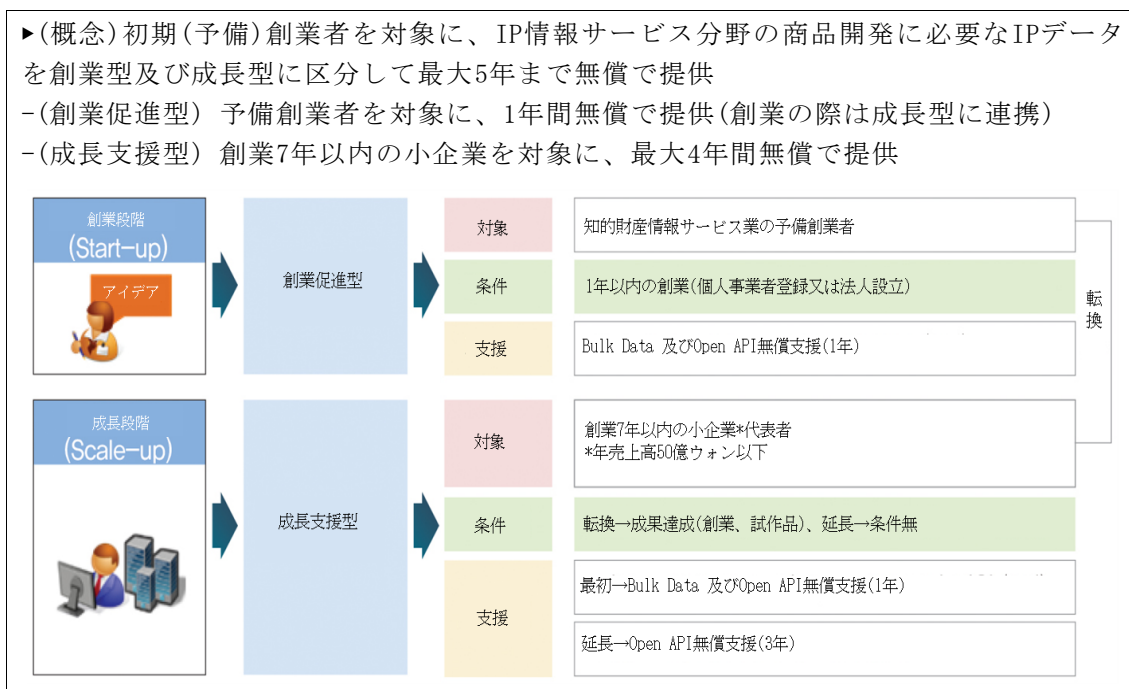 ▶(概念)初期(予備)創業者を対象に、IP情報サービス分野の商品開発に必要なIPデータ
を創業型及び成長型に区分して最大5年まで無償で提供
-(創業促進型) 予備創業者を対象に、1年間無償で提供(創業の際は成長型に連携)
-(成長支援型) 創業7年以内の小企業を対象に、最大4年間無償で提供
創業段階
(Start-up)
アイデア
創業促進型
対象
知的財産情報サービス業の予備創業者
条件
1年以内の創業(個人事業者登録又は法人設立)
支援
Bulk Data 及びOpen API無償支援(1年)
転換
成長段階
(Scale-up)
成長支援型
対象
創業7年以内の小企業*代表者
*年売上高50億ウォン以下
条件
転換→成果達成(創業、試作品)、延長→条件無
支援
最初→Bulk Data 及びOpen API無償支援(1年)
延長→Open API無償支援(3年)